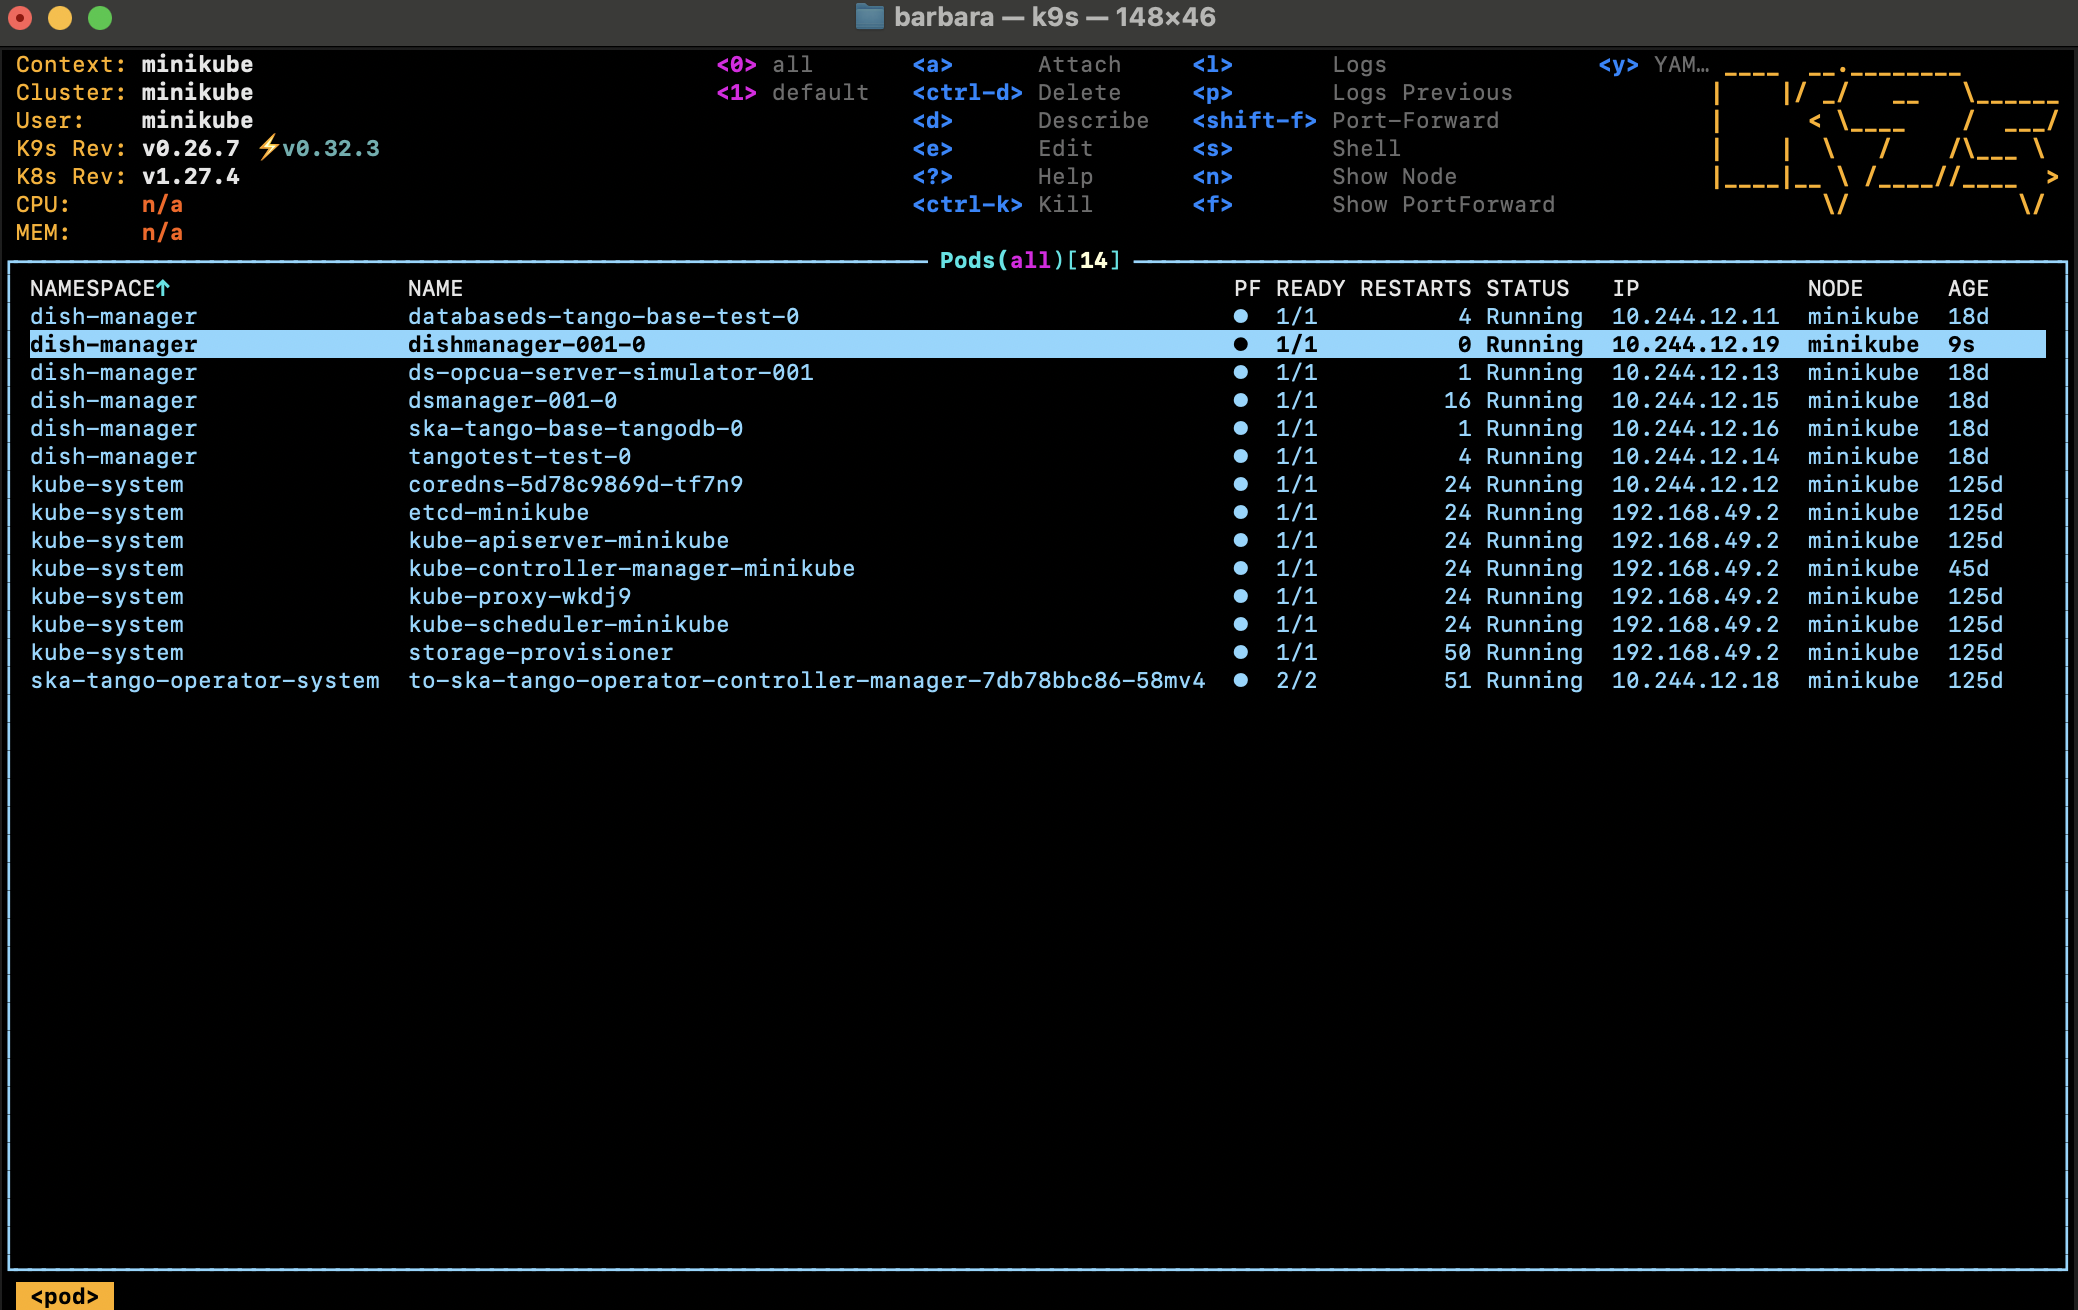 barbara — k9s — 148×46
Context: minikube <0> all <a> Attach <l> Logs <y> YAM…
Cluster: minikube <1> default <ctrl-d> Delete <p> Logs Previous
User: minikube <d> Describe <shift-f> Port-Forward
K9s Rev: v0.26.7 ⚡v0.32.3 <e> Edit <s> Shell
K8s Rev: v1.27.4 <?> Help <n> Show Node
CPU: n/a <ctrl-k> Kill <f> Show PortForward
MEM: n/a
Pods(all)[14]
NAMESPACE↑ NAME PF READY RESTARTS STATUS IP NODE AGE
dish-manager databaseds-tango-base-test-0 ● 1/1 4 Running 10.244.12.11 minikube 18d
dish-manager dishmanager-001-0 ● 1/1 0 Running 10.244.12.19 minikube 9s
dish-manager ds-opcua-server-simulator-001 ● 1/1 1 Running 10.244.12.13 minikube 18d
dish-manager dsmanager-001-0 ● 1/1 16 Running 10.244.12.15 minikube 18d
dish-manager ska-tango-base-tangodb-0 ● 1/1 1 Running 10.244.12.16 minikube 18d
dish-manager tangotest-test-0 ● 1/1 4 Running 10.244.12.14 minikube 18d
kube-system coredns-5d78c9869d-tf7n9 ● 1/1 24 Running 10.244.12.12 minikube 125d
kube-system etcd-minikube ● 1/1 24 Running 192.168.49.2 minikube 125d
kube-system kube-apiserver-minikube ● 1/1 24 Running 192.168.49.2 minikube 125d
kube-system kube-controller-manager-minikube ● 1/1 24 Running 192.168.49.2 minikube 45d
kube-system kube-proxy-wkdj9 ● 1/1 24 Running 192.168.49.2 minikube 125d
kube-system kube-scheduler-minikube ● 1/1 24 Running 192.168.49.2 minikube 125d
kube-system storage-provisioner ● 1/1 50 Running 192.168.49.2 minikube 125d
ska-tango-operator-system to-ska-tango-operator-controller-manager-7db78bbc86-58mv4 ● 2/2 51 Running 10.244.12.18 minikube 125d
<pod>